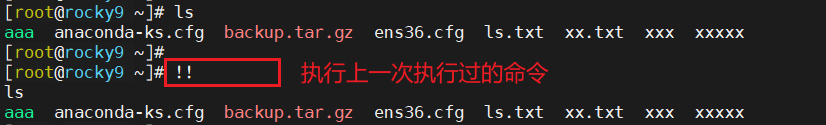 [root@rocky9 ~]# ls
aaa anaconda-ks.cfg backup.tar.gz ens36.cfg ls.txt xx.txt xxx xxxxx
[root@rocky9 ~]#
[root@rocky9 ~]# !! 执行上一次执行过的命令
ls
aaa anaconda-ks.cfg backup.tar.gz ens36.cfg ls.txt xx.txt xxx xxxxx